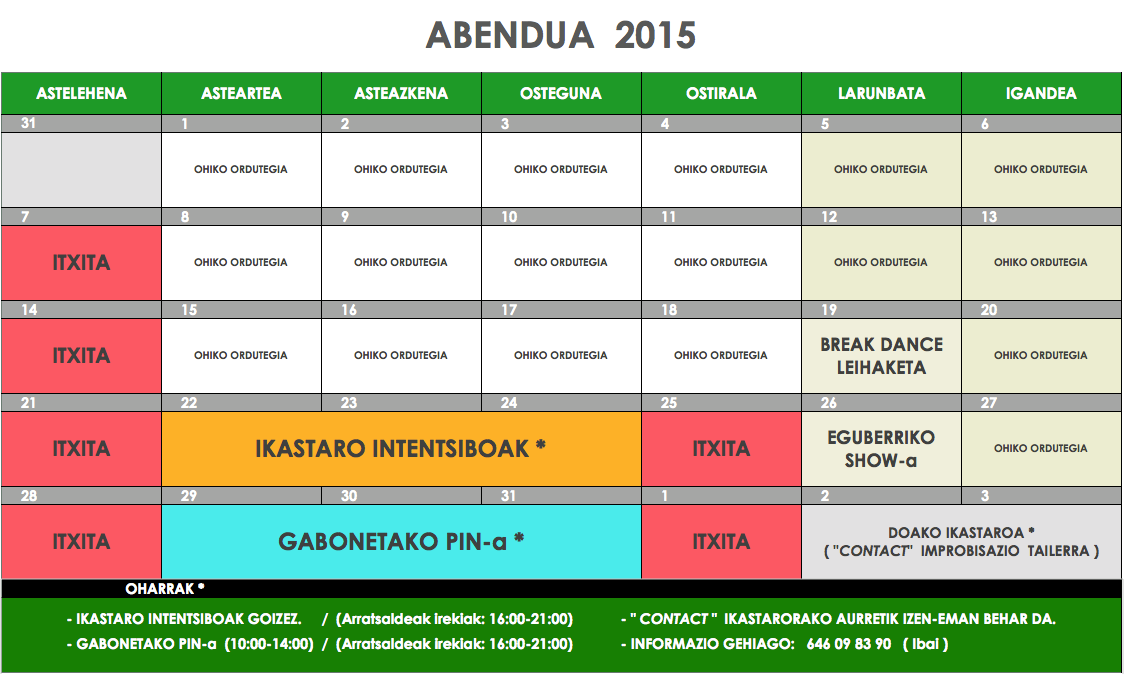 ABENDUA 2015
ASTELEHENA ASTEARTEA ASTEAZKENA OSTEGUNA OSTIRALA LARUNBATA IGANDEA
31 1 2 3 4 5 6
OHIKO ORDUTEGIA OHIKO ORDUTEGIA OHIKO ORDUTEGIA OHIKO ORDUTEGIA OHIKO ORDUTEGIA OHIKO ORDUTEGIA
7 8 9 10 11 12 13
ITXITA OHIKO ORDUTEGIA OHIKO ORDUTEGIA OHIKO ORDUTEGIA OHIKO ORDUTEGIA OHIKO ORDUTEGIA OHIKO ORDUTEGIA
14 15 16 17 18 19 20
ITXITA OHIKO ORDUTEGIA OHIKO ORDUTEGIA OHIKO ORDUTEGIA OHIKO ORDUTEGIA BREAK DANCE
LEIHAKETA OHIKO ORDUTEGIA
21 22 23 24 25 26 27
ITXITA IKASTARO INTENTSIBOAK * ITXITA EGUBERRIKO
SHOW-a OHIKO ORDUTEGIA
28 29 30 31 1 2 3
ITXITA GABONETAKO PIN-a * ITXITA DOAKO IKASTAROA *
( "CONTACT" IMPROBISAZIO TAILERRA )
OHARRAK *
- IKASTARO INTENTSIBOAK GOIZEZ. / (Arratsaldeak irekiak: 16:00-21:00) - " CONTACT " IKASTARORAKO AURRETIK IZEN-EMAN BEHAR DA.
- GABONETAKO PIN-a (10:00-14:00) / (Arratsaldeak irekiak: 16:00-21:00) - INFORMAZIO GEHIAGO: 646 09 83 90 ( Ibai )